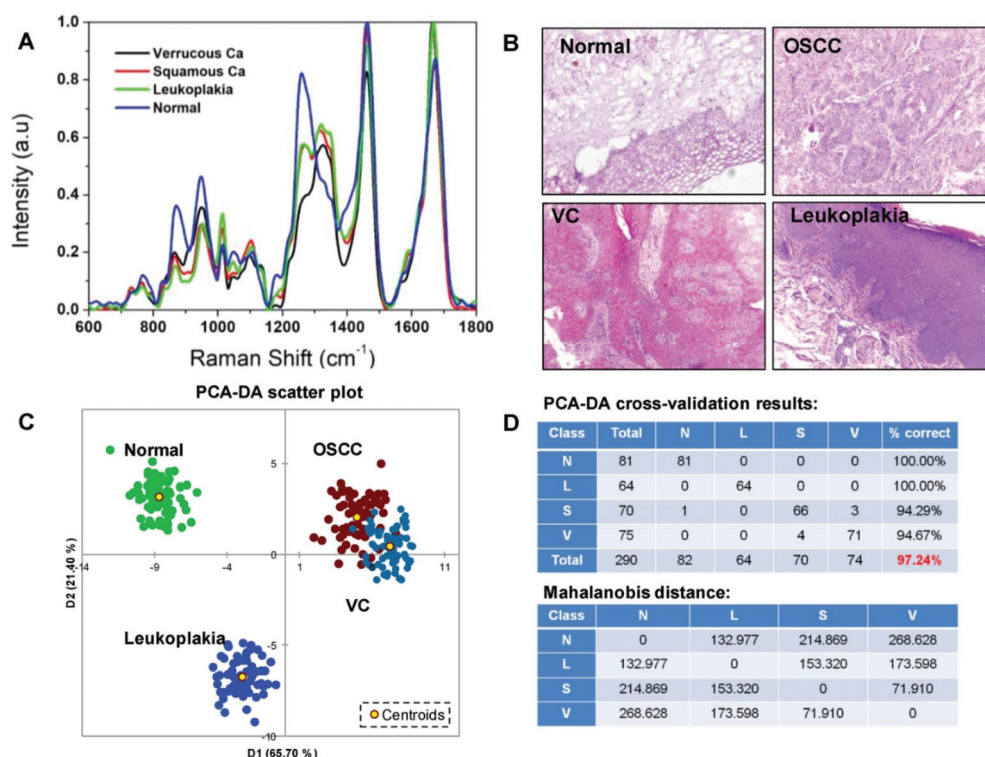 A
Verrucous Ca
Squamous Ca
Leukoplakia
Normal
Intensity (a.u)
1.0
0.8
0.6
0.4
0.2
0.0
600 800 1000 1200 1400 1600 1800
Raman Shift (cm-1)
B
Normal
OSCC
VC
Leukoplakia
PCA-DA scatter plot
C
Normal
OSCC
VC
Leukoplakia
Centroids
5
0
-5
-10
-14 -9 -4 1 6 11
D2 (21.40 %)
D1 (65.70 %)
D
PCA-DA cross-validation results:
Class Total N L S V % correct
N 81 81 0 0 0 100.00%
L 64 0 64 0 0 100.00%
S 70 1 0 66 3 94.29%
V 75 0 0 4 71 94.67%
Total 290 82 64 70 74 97.24%
Mahalanobis distance:
Class N L S V
N 0 132.977 214.869 268.628
L 132.977 0 153.320 173.598
S 214.869 153.320 0 71.910
V 268.628 173.598 71.910 0